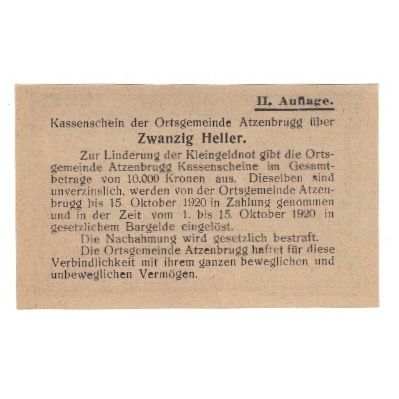 II. Auflage.
Kassenschein der Ortsgemeinde Atzenbrugg über
Zwanzig Heller.
Zur Linderung der Kleingeldnot gibt die Orts-
gemeinde Atzenbrugg Kassenscheine im Gesamt-
betrage von 10.000 Kronen aus. Dieselben sind
unverzinslich, werden von der Ortsgemeinde Atzen-
brugg bis 15. Oktober 1920 in Zahlung genommen
und in der Zeit vom 1. bis 15. Oktober 1920 in
gesetzlichem Bargelde eingelöst.
Die Nachahmung wird gesetzlich bestraft.
Die Ortsgemeinde Atzenbrugg haftet für diese
Verbindlichkeit mit ihrem ganzen beweglichen und
unbeweglichen Vermögen.